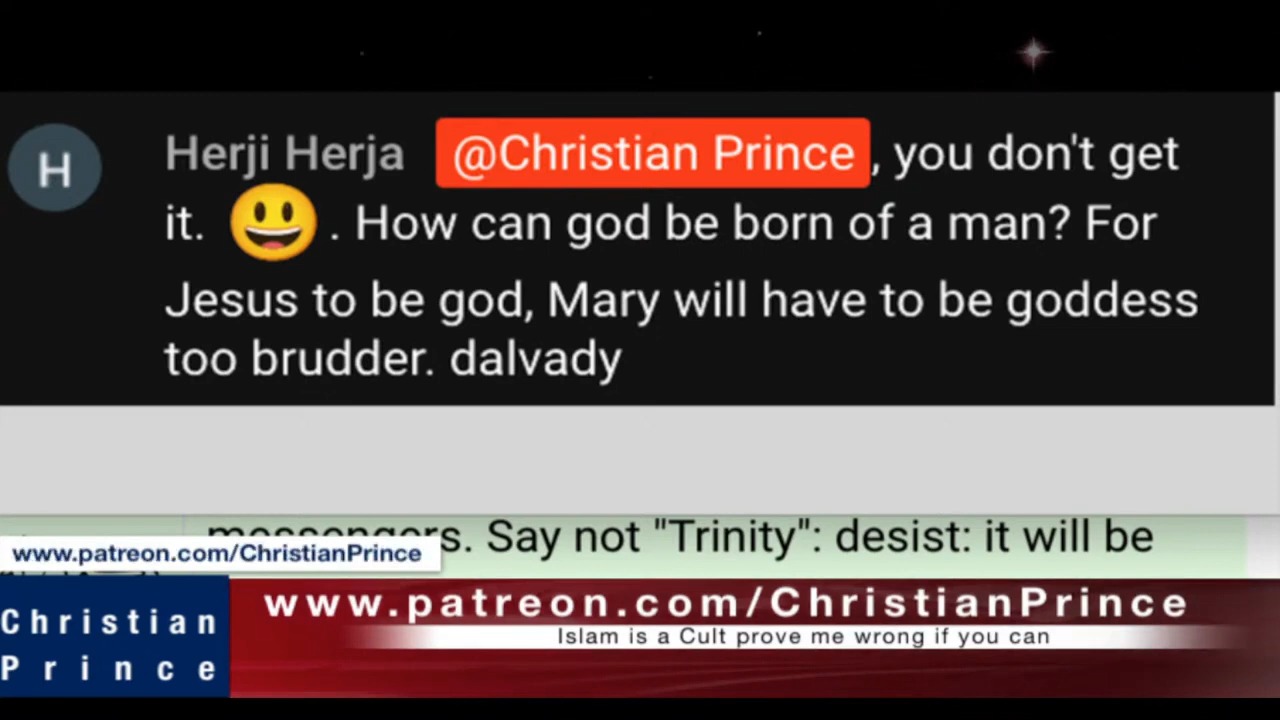 H
Herji Herja @Christian Prince, you don't get
it. 😃. How can god be born of a man? For
Jesus to be god, Mary will have to be goddess
too brudder. dalvady
messengers. Say not "Trinity": desist: it will be
www.patreon.com/ChristianPrince
Christian
Prince
www.patreon.com/ChristianPrince
Islam is a Cult prove me wrong if you can